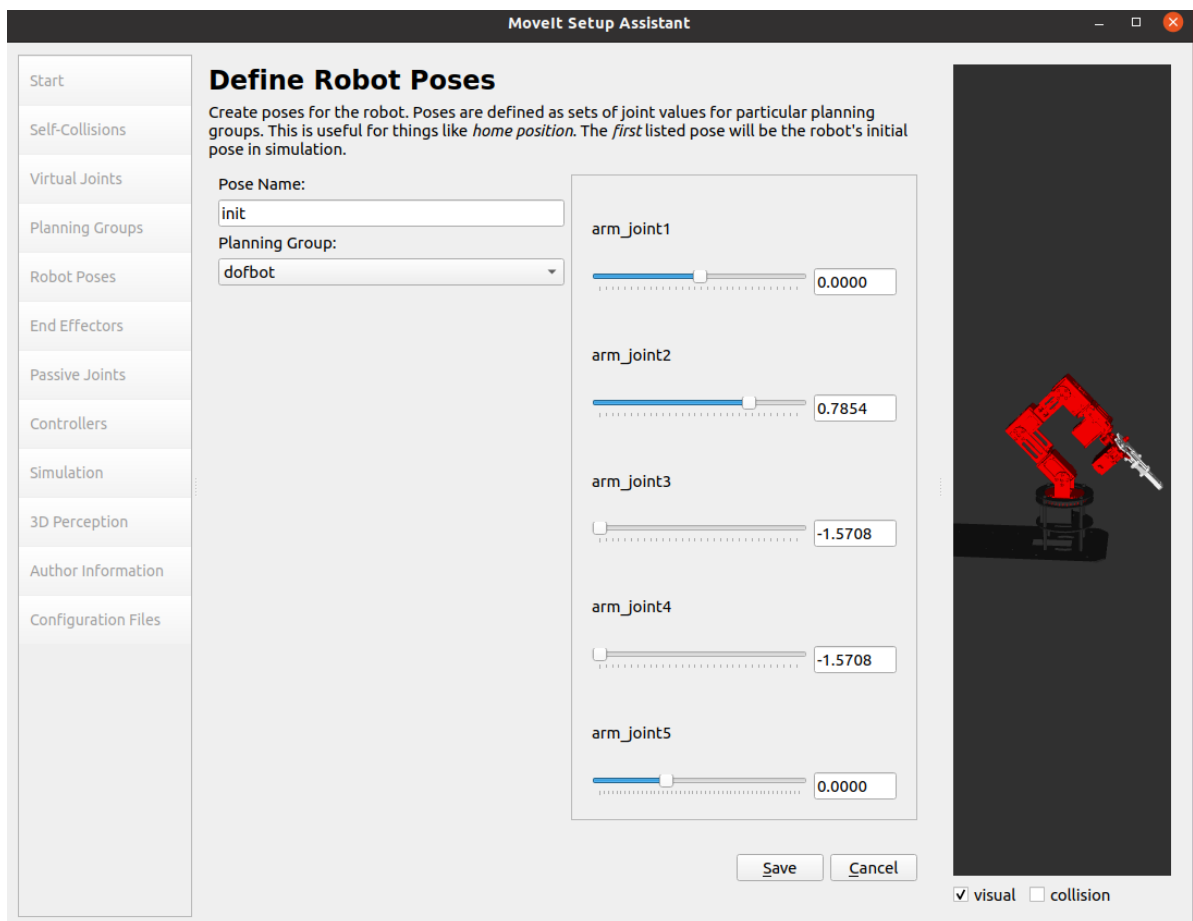 MoveIt Setup Assistant
Start
Self-Collisions
Virtual Joints
Planning Groups
Robot Poses
End Effectors
Passive Joints
Controllers
Simulation
3D Perception
Author Information
Configuration Files
Define Robot Poses
Create poses for the robot. Poses are defined as sets of joint values for particular planning
groups. This is useful for things like home position. The first listed pose will be the robot's initial
pose in simulation.
Pose Name:
init
Planning Group:
dofbot
arm_joint1
0.0000
arm_joint2
0.7854
arm_joint3
-1.5708
arm_joint4
-1.5708
arm_joint5
0.0000
Save Cancel
visual collision